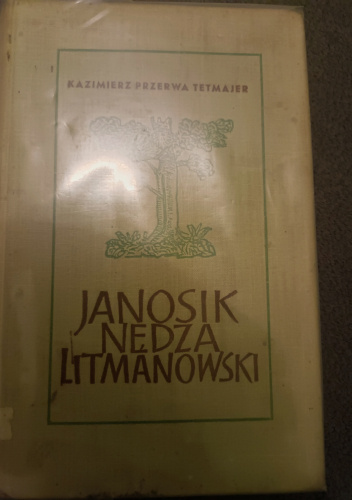 KAZIMIERZ PRZERWA TETMAJER
JANOSIK
NĘDZA
LITMANOWSKI